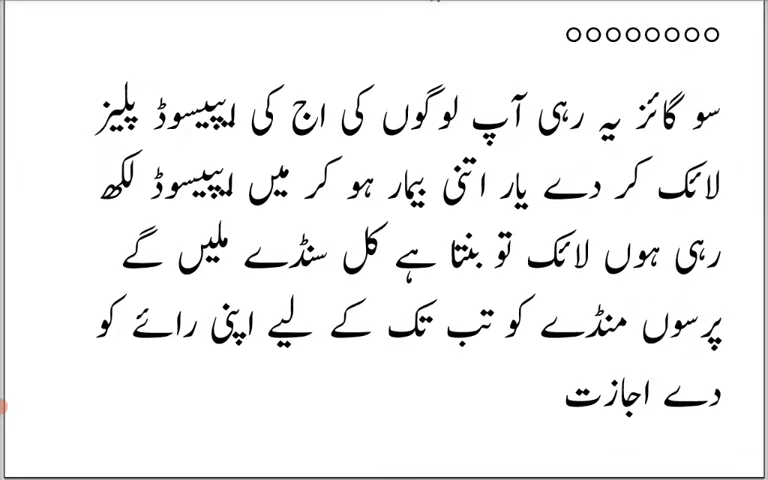 ○○○○○○○○
سو گائز یہ رہی آپ لوگوں کی اج کی ایپیسوڈ پلیز
لائک کر دے یار اتنی بیمار ہو کر میں ایپیسوڈ لکھ
رہی ہوں لائک تو بنتا ہے کل سنڈے ملیں گے
پرسوں منڈے کو تب تک کے لیے اپنی رائے کو
دے اجازت